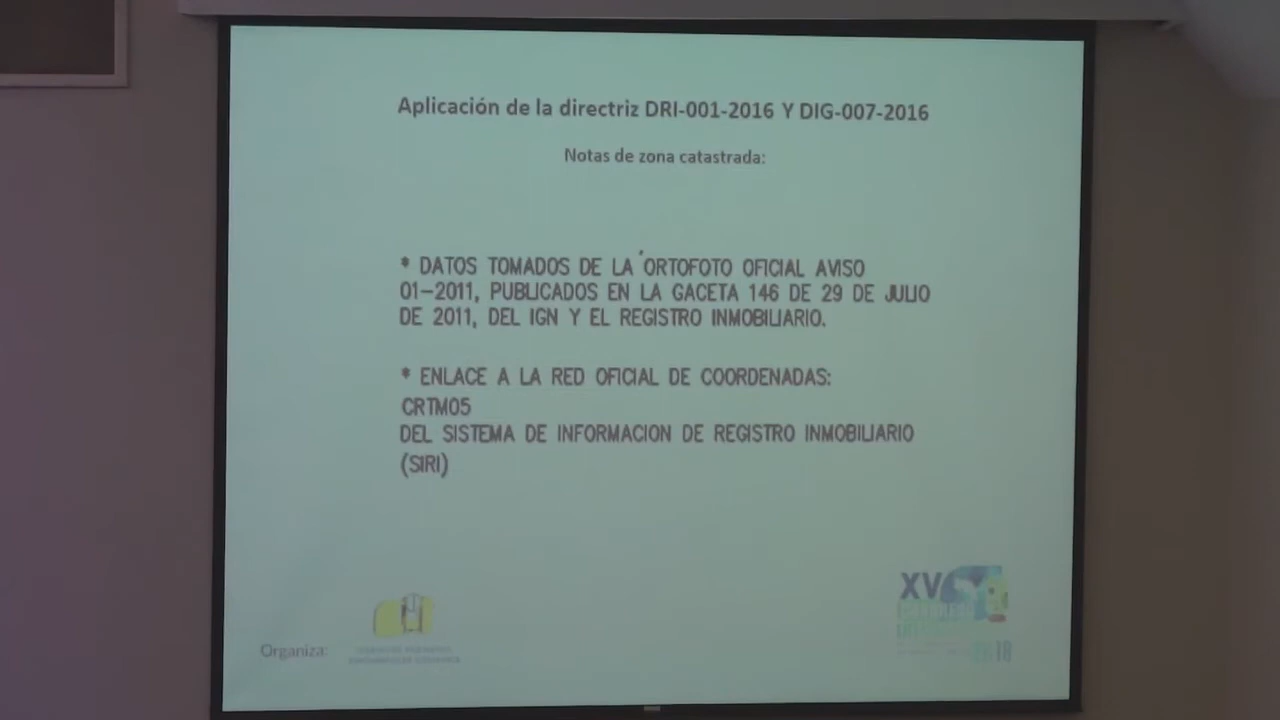 Aplicación de la directriz DRI-001-2016 Y DIG-007-2016
Notas de zona catastrada:
* DATOS TOMADOS DE LA ORTOFOTO OFICIAL AVISO
01-2011, PUBLICADOS EN LA GACETA 146 DE 29 DE JULIO
DE 2011, DEL IGN Y EL REGISTRO INMOBILIARIO.
* ENLACE A LA RED OFICIAL DE COORDENADAS:
CRTM05
DEL SISTEMA DE INFORMACION DE REGISTRO INMOBILIARIO
(SIRI)
Organiza:
XV